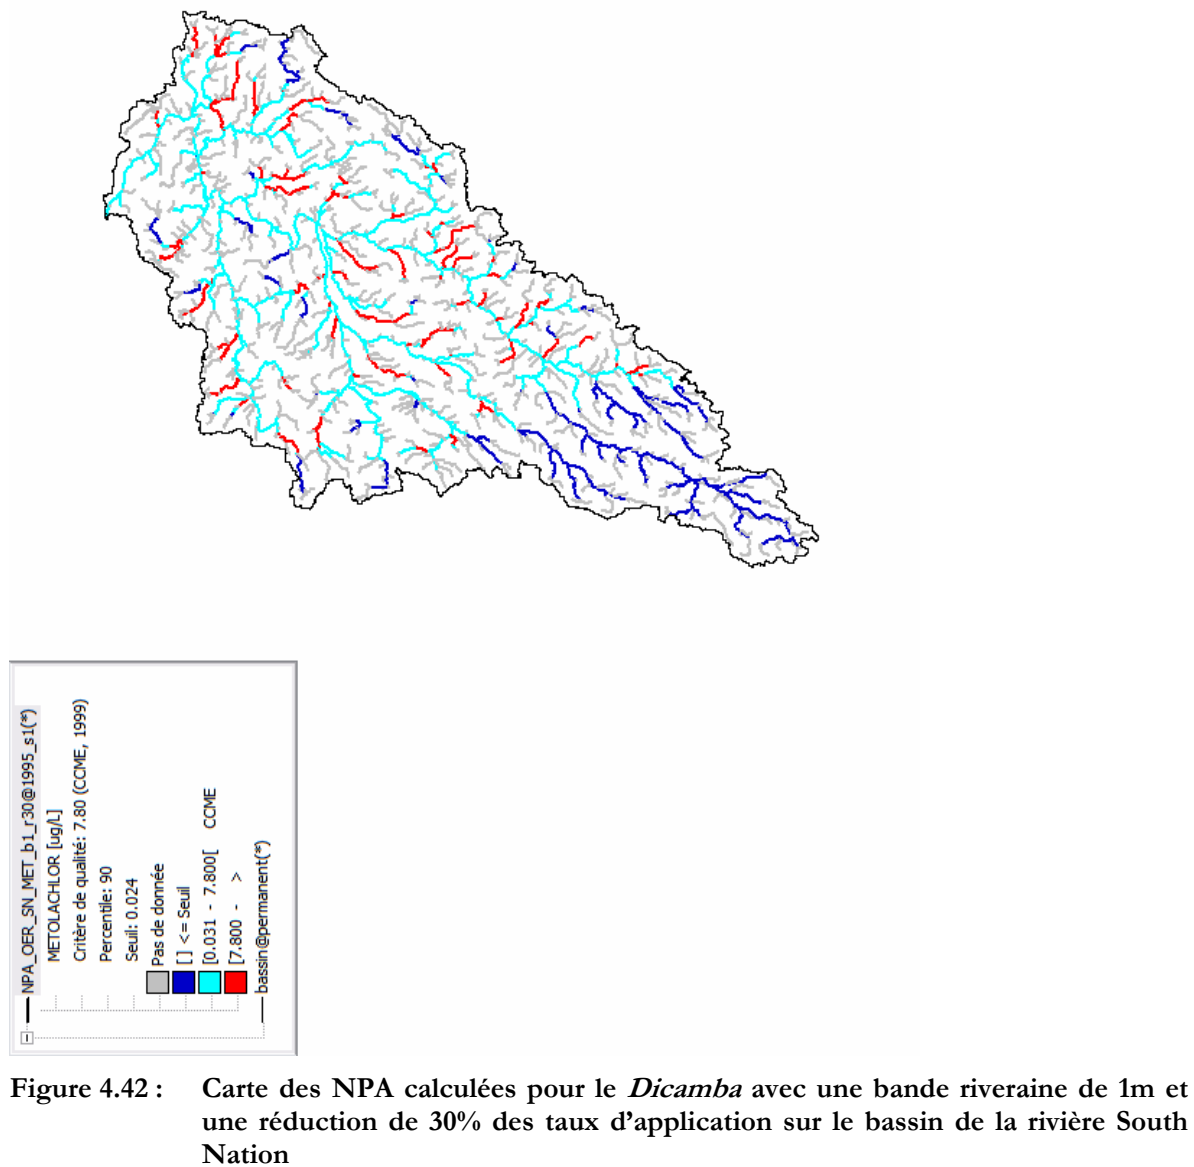 NPA_OER_SN_MET_b1_r30@1995_s1(*)
METOLACHLOR [ug/L]
Critère de qualité: 7.80 (CCME, 1999)
Percentile: 90
Seuil: 0.024
Pas de donnée
[ ] <= Seuil
[0.031 - 7.800[ CCME
[7.800 - >
bassin@permanent(*)
Figure 4.42 : Carte des NPA calculées pour le Dicamba avec une bande riveraine de 1m et
une réduction de 30% des taux d’application sur le bassin de la rivière South
Nation